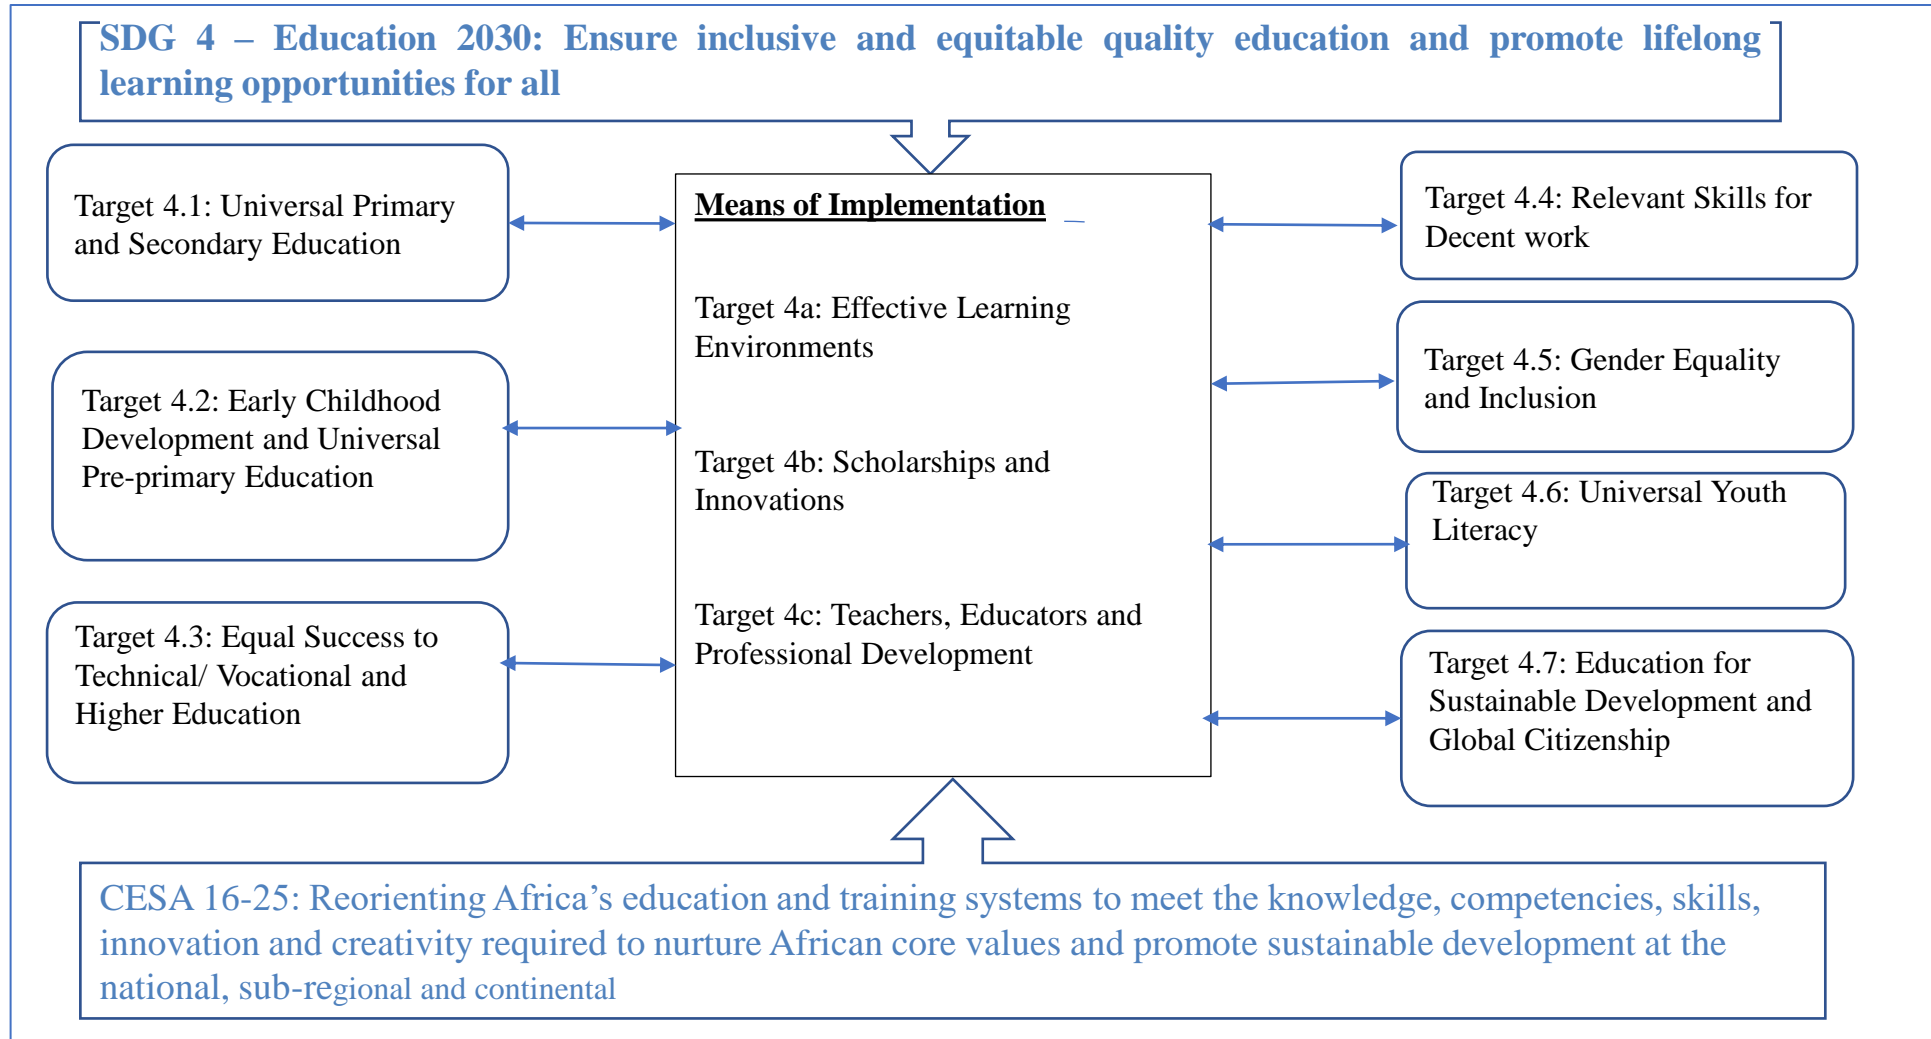 SDG 4 – Education 2030: Ensure inclusive and equitable quality education and promote lifelong
learning opportunities for all
Target 4.1: Universal Primary
and Secondary Education
Target 4.2: Early Childhood
Development and Universal
Pre-primary Education
Target 4.3: Equal Success to
Technical/ Vocational and
Higher Education
Means of Implementation
Target 4a: Effective Learning
Environments
Target 4b: Scholarships and
Innovations
Target 4c: Teachers, Educators and
Professional Development
Target 4.4: Relevant Skills for
Decent work
Target 4.5: Gender Equality
and Inclusion
Target 4.6: Universal Youth
Literacy
Target 4.7: Education for
Sustainable Development and
Global Citizenship
CESA 16-25: Reorienting Africa’s education and training systems to meet the knowledge, competencies, skills,
innovation and creativity required to nurture African core values and promote sustainable development at the
national, sub-regional and continental